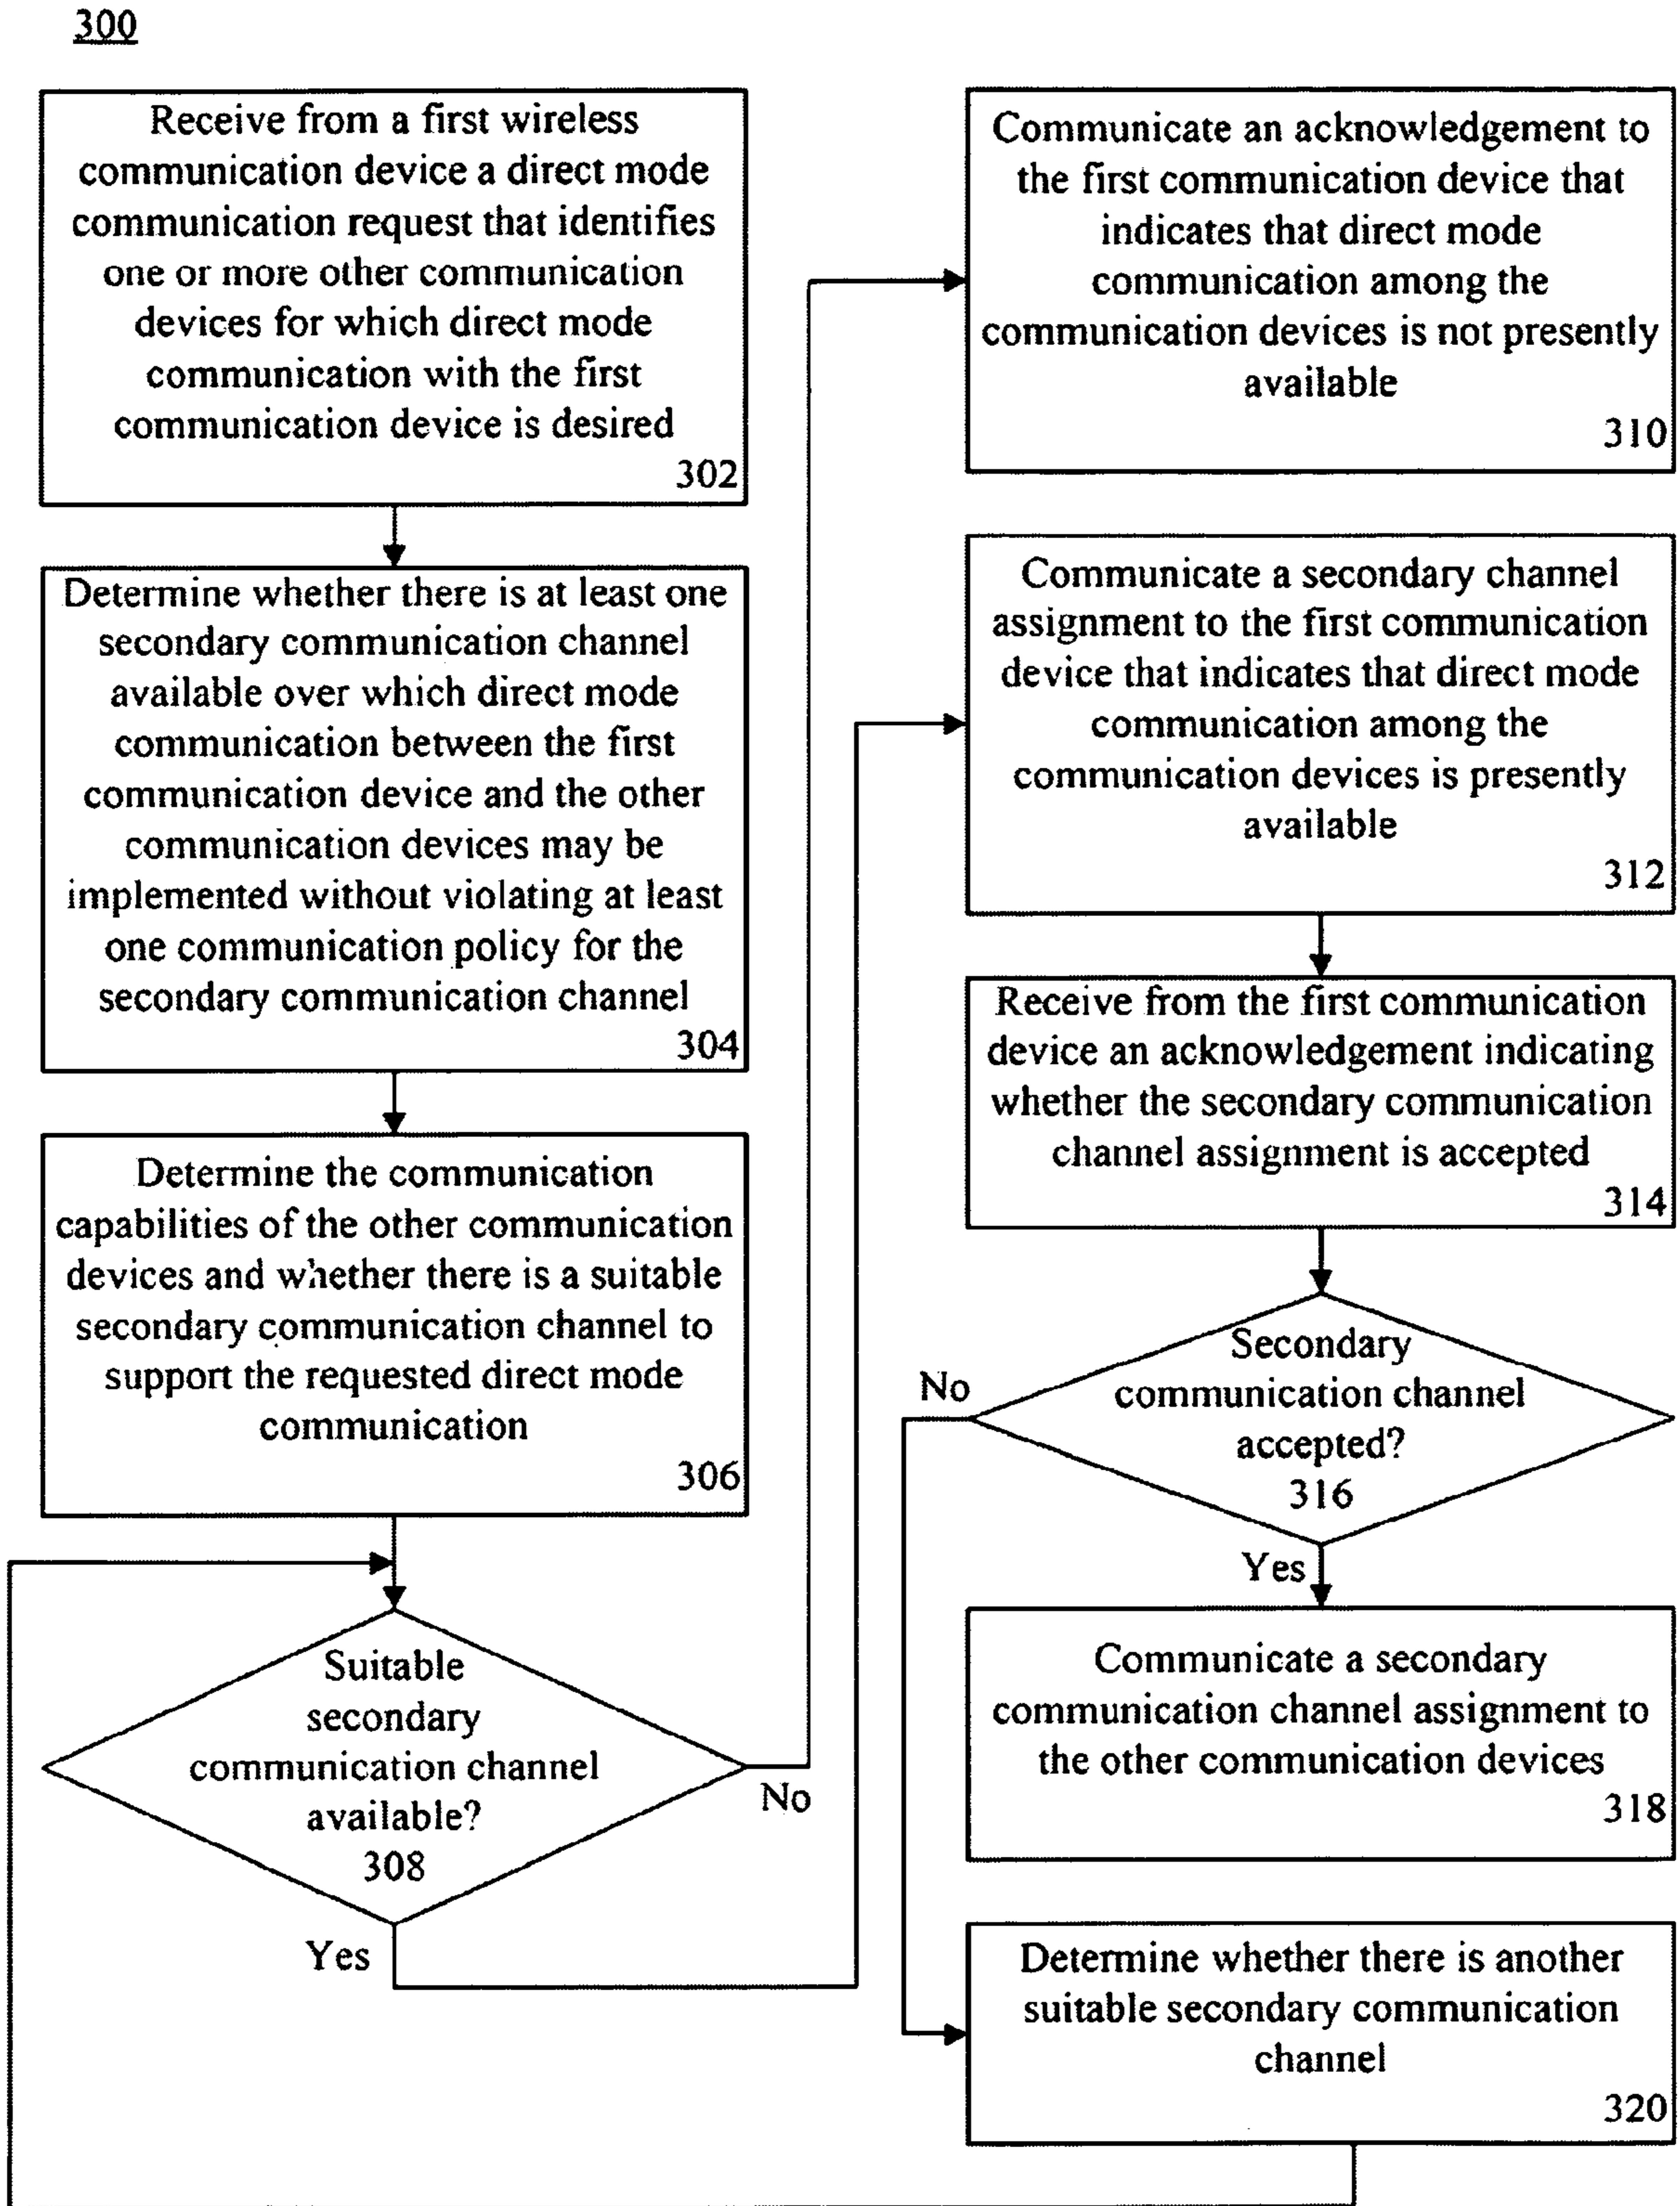 300
Receive from a first wireless
communication device a direct mode
communication request that identifies
one or more other communication
devices for which direct mode
communication with the first
communication device is desired
302
Determine whether there is at least one
secondary communication channel
available over which direct mode
communication between the first
communication device and the other
communication devices may be
implemented without violating at least
one communication policy for the
secondary communication channel
304
Determine the communication
capabilities of the other communication
devices and whether there is a suitable
secondary communication channel to
support the requested direct mode
communication
306
Suitable
secondary
communication channel
available?
308
No
Yes
Communicate an acknowledgement to
the first communication device that
indicates that direct mode
communication among the
communication devices is not presently
available
310
Communicate a secondary channel
assignment to the first communication
device that indicates that direct mode
communication among the
communication devices is presently
available
312
Receive from the first communication
device an acknowledgement indicating
whether the secondary communication
channel assignment is accepted
314
Secondary
communication channel
accepted?
316
No
Yes
Communicate a secondary
communication channel assignment to
the other communication devices
318
Determine whether there is another
suitable secondary communication
channel
320